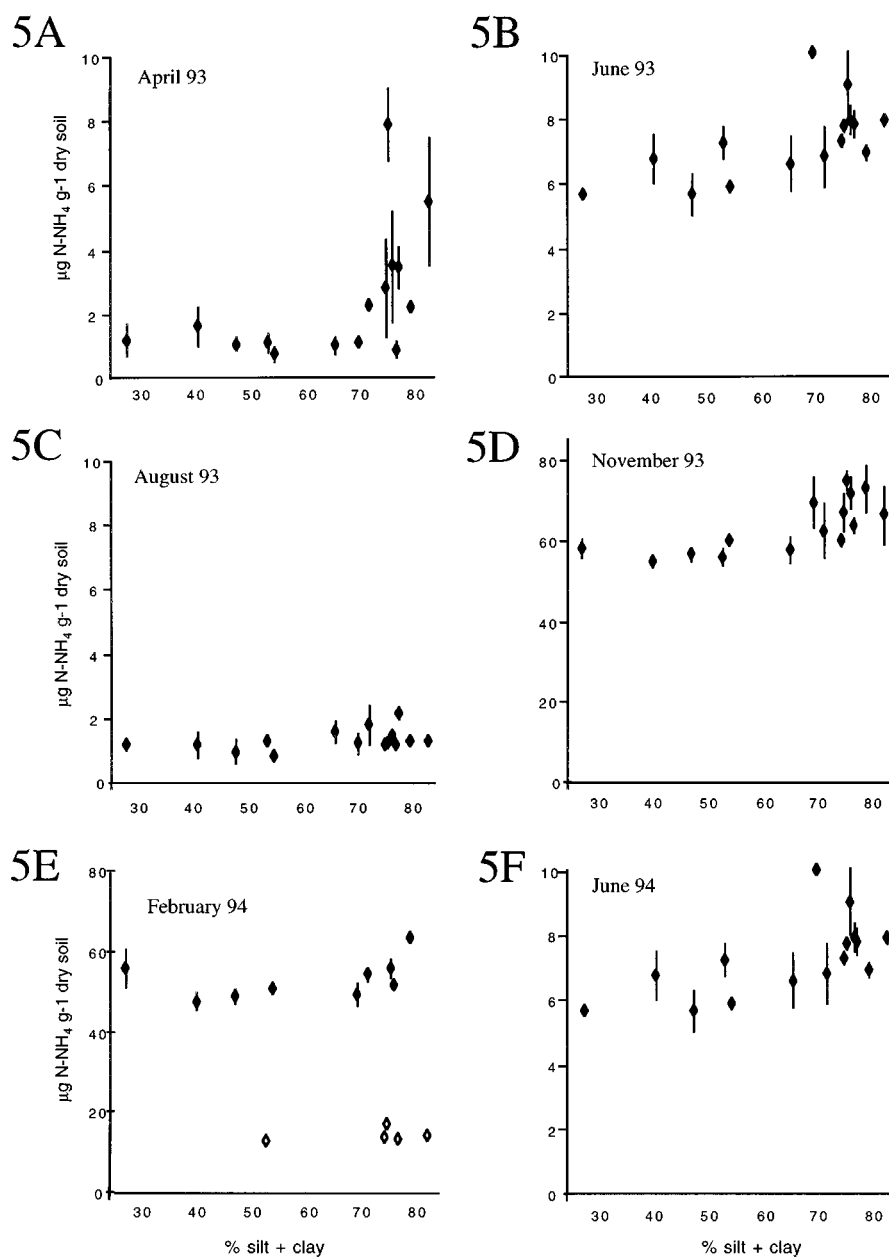 5A
April 93
10
8
6
4
2
0
µg N-NH4 g-1 dry soil
30 40 50 60 70 80
5B
June 93
10
8
6
4
2
0
30 40 50 60 70 80
5C
August 93
10
8
6
4
2
0
µg N-NH4 g-1 dry soil
30 40 50 60 70 80
5D
November 93
80
60
40
20
0
30 40 50 60 70 80
5E
February 94
80
60
40
20
0
µg N-NH4 g-1 dry soil
30 40 50 60 70 80
% silt + clay
5F
June 94
10
8
6
4
2
0
30 40 50 60 70 80
% silt + clay